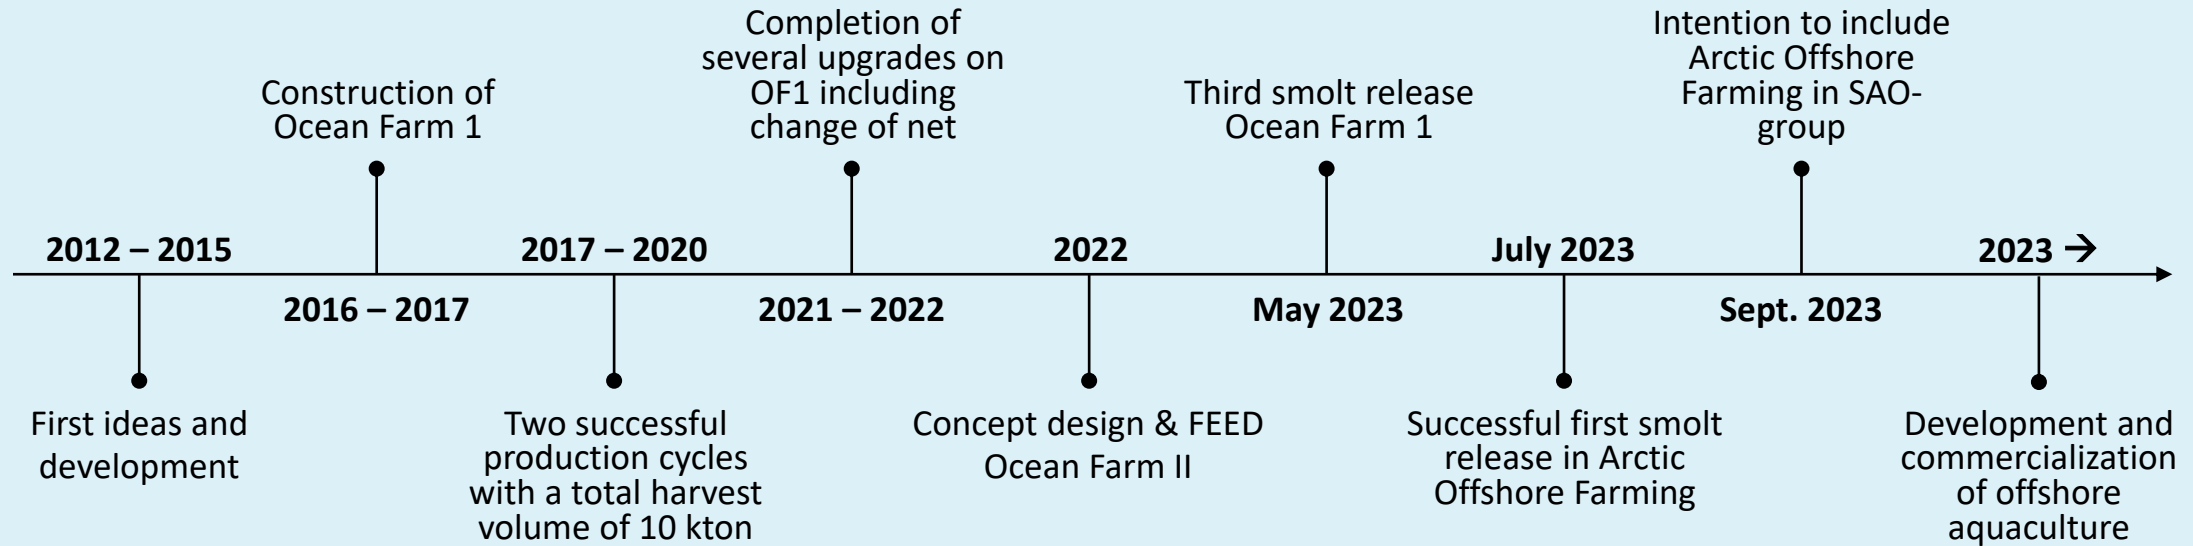 Construction of
Ocean Farm 1
Completion of
several upgrades on
OF1 including
change of net
Third smolt release
Ocean Farm 1
Intention to include
Arctic Offshore
Farming in SAO-
group
2012 – 2015
2017 – 2020
2022
July 2023
2023 →
2016 – 2017
2021 – 2022
May 2023
Sept. 2023
First ideas and
development
Two successful
production cycles
with a total harvest
volume of 10 kton
Concept design & FEED
Ocean Farm II
Successful first smolt
release in Arctic
Offshore Farming
Development and
commercialization
of offshore
aquaculture